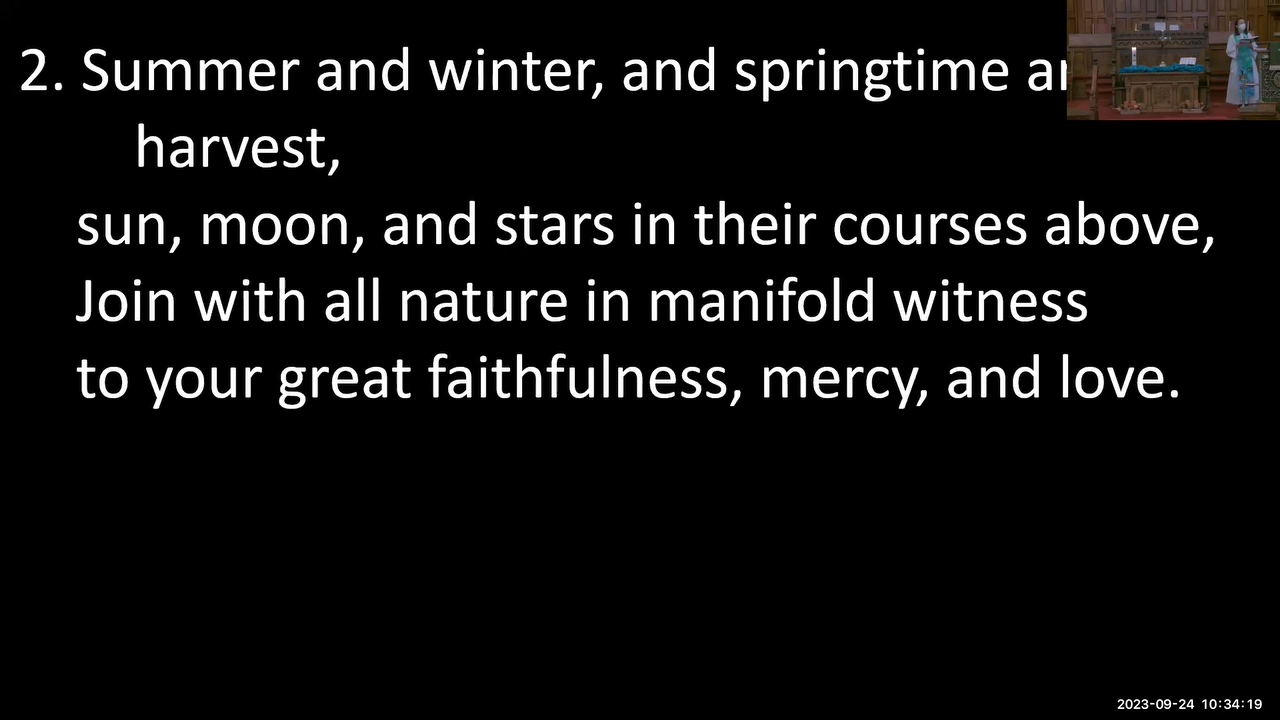 2. Summer and winter, and springtime
harvest,
sun, moon, and stars in their courses above,
Join with all nature in manifold witness
to your great faithfulness, mercy, and love.
2023-09-24 10:34:19